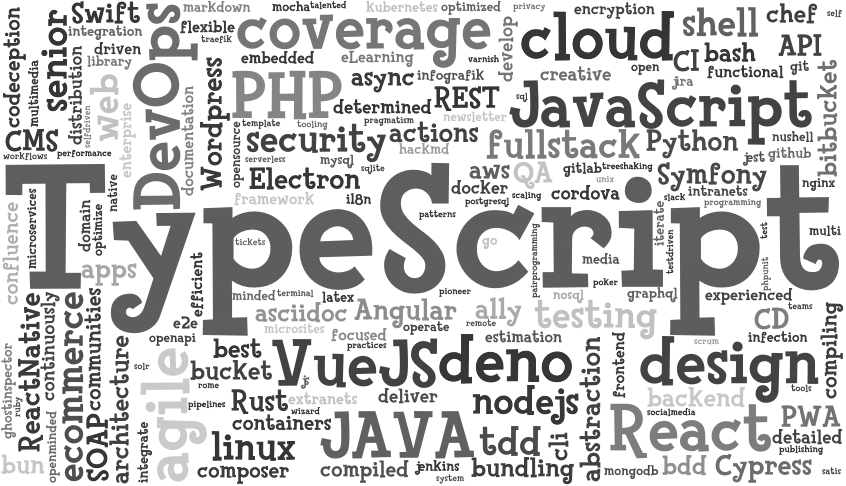 Swift
markdown
mocha
talented
Kubernetes
optimized
privacy
encryption
chef
self
integration
flexible
traefik
coverage
develop
cloud
shell
API
codeception
multimedia
senior
driven
library
DevOps
embedded
eLearning
varnish
open
CI
bash
functional
git
distribution
web
Wordpress
PHP
async
infografik
creative
jira
bitbucket
CMS
selfdriven
enterprise
documentation
opensource
template
tooling
determined
pragmatism
REST
newsletter
sql
JavaScript
workflows
performance
security
actions
hackmd
fullstack
Python
nushell
serverless
mysql
sqlite
jest
github
Electron
aws
QA
gitlab
treeshaking
unix
Symfony
native
framework
i18n
docker
postgresql
scaling
cordova
slack
intranets
nginx
programming
TypeScript
confluence
microservices
domain
optimize
tickets
patterns
go
pairprogramming
iterate
testdriven
test
multi
apps
efficient
media
poker
phpunit
pioneer
minded
terminal
latex
nosql
graphql
experienced
ReactNative
continuously
ecommerce
communities
e2e
asciidoc
Angular
ally
testing
CD
teams
microsites
focused
operate
remote
openapi
practices
estimation
scrum
infection
compiling
ghostinspector
ruby
architecture
solr
agile
best
bucket
VueJS
deno
abstraction
frontend
design
tools
rome
js
pipelines
Rust
extranets
wizard
deliver
nodejs
backend
socialmedia
PWA
SOAP
containers
JAVA
tdd
cli
React
detailed
publishing
bun
openminded
integrate
linux
composer
compiled
jenkins
system
bundling
mongodb
bdd
Cypress
satis